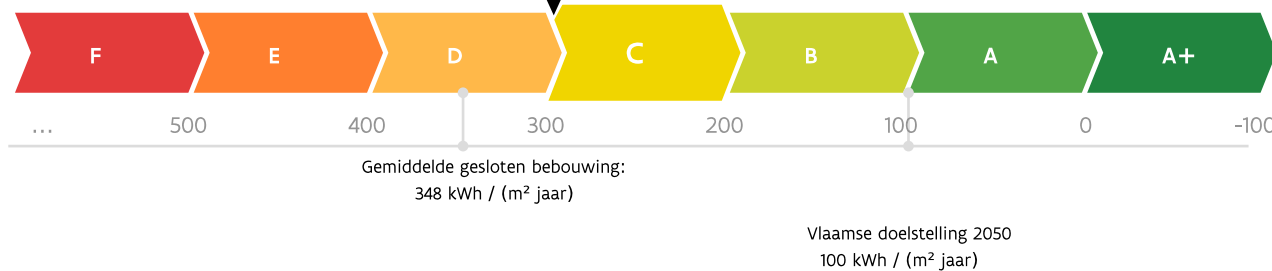 F E D C B A A+
... 500 400 300 200 100 0 -100
Gemiddelde gesloten bebouwing:
348 kWh / (m² jaar)
Vlaamse doelstelling 2050
100 kWh / (m² jaar)